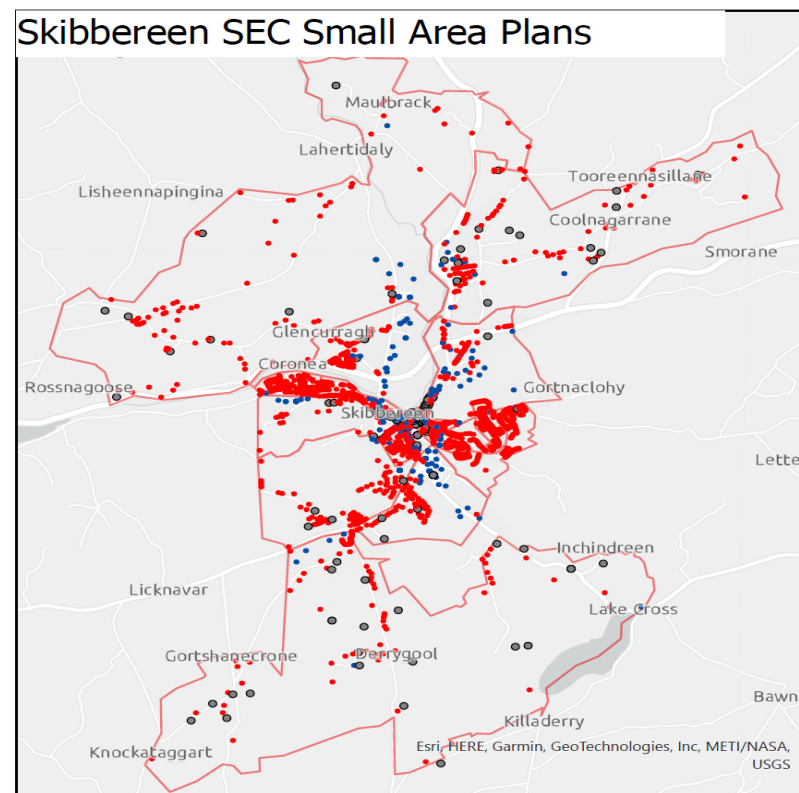 Skibbereen SEC Small Area Plans
Maulbrack
Lahertidaly
Tooreennasillane
Lisheennapingina
Coolnagarrane
Smorane
Glencurragh
Coronea
Rossnagoose
Gortnaclohy
Skibbereen
Lette
Inchindreen
Licknavar
Lake Cross
Gortshanecrone
Derrygool
Bawn
Killaderry
Knockataggart
Esri, HERE, Garmin, GeoTechnologies, Inc, METI/NASA,
USGS